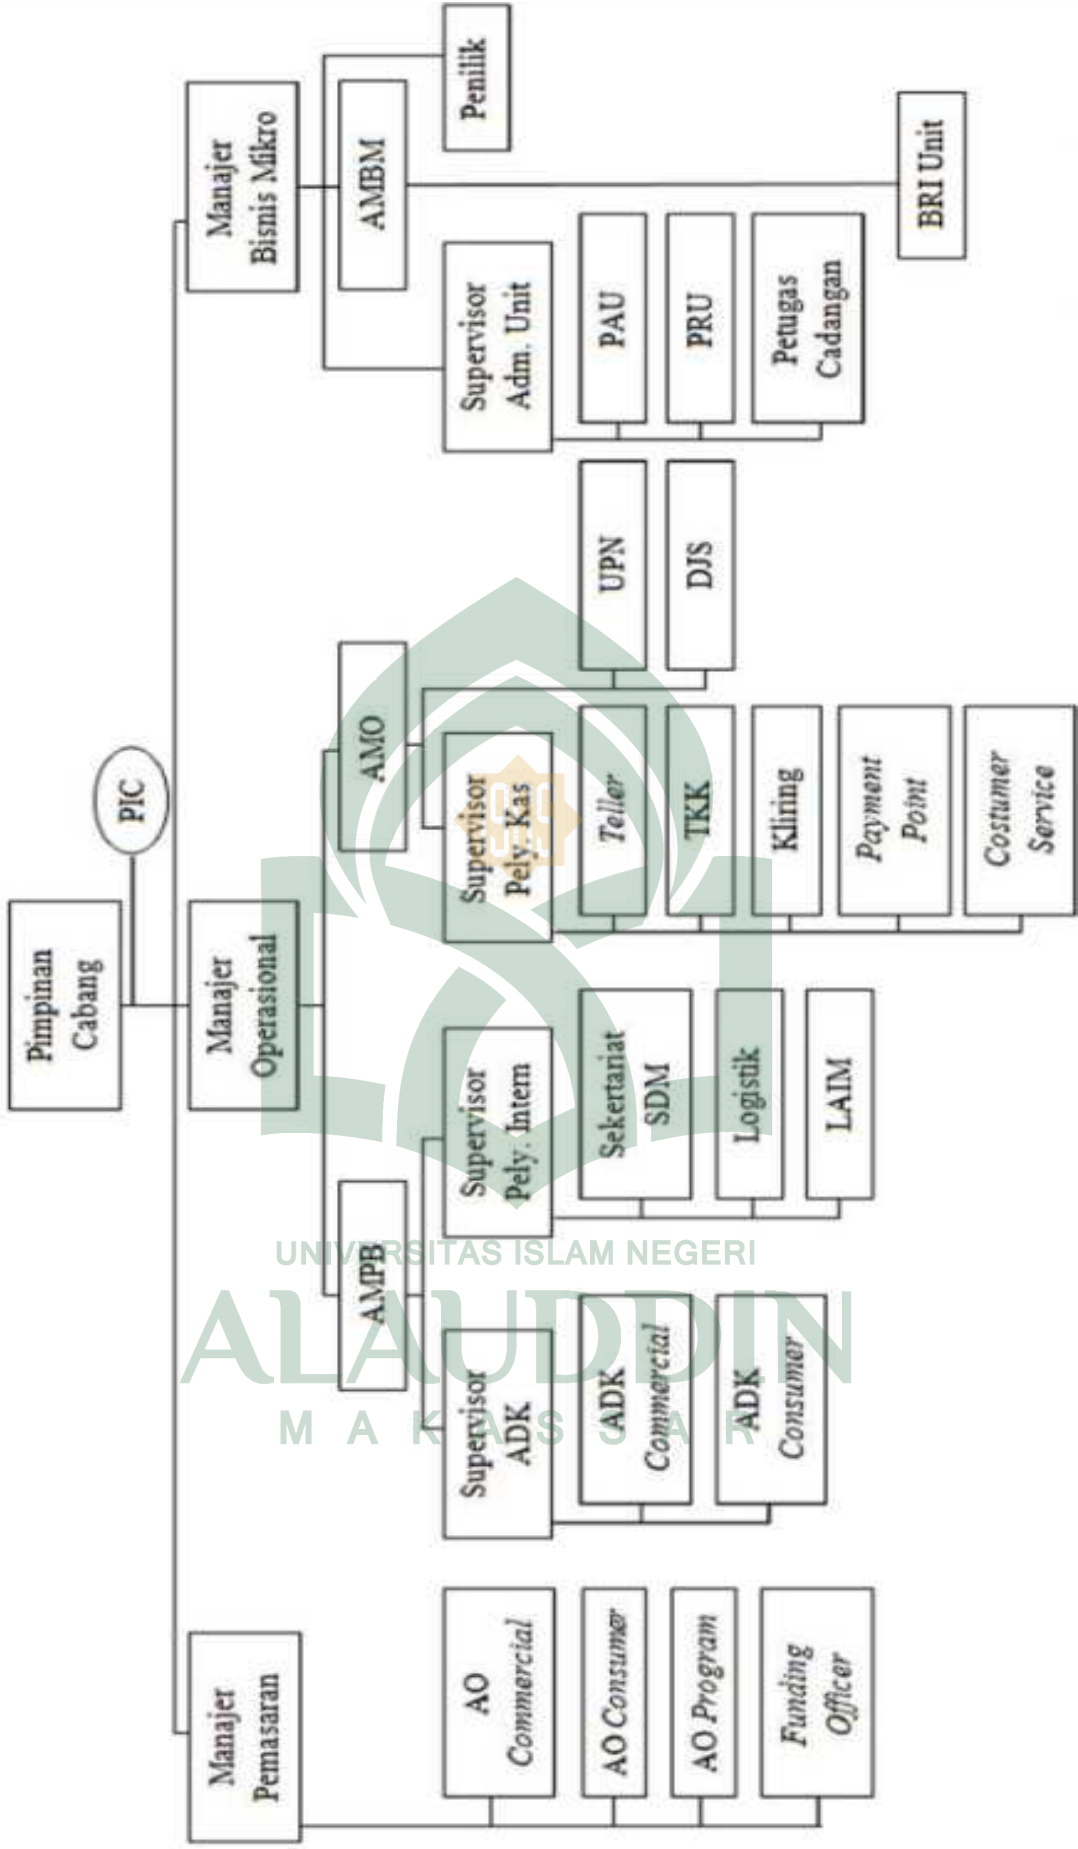 Pimpinan
Cabang
PIC
Manajer
Pemasaran
Manajer
Operasional
Manajer
Bisnis Mikro
AMPB
AMO
AMBM
AO
Commercial
AO Consumer
AO Program
Funding
Officer
Supervisor
ADK
ADK
Commercial
ADK
Consumer
Supervisor
Pely. Intern
Sekertariat
SDM
Logistik
LAIM
Supervisor
Pely. Kas
Teller
TKK
Kliring
Payment
Point
Costumer
Service
UPN
DJS
Supervisor
Adm. Unit
PAU
PRU
Petugas
Cadangan
Penilik
BRI Unit
UNIVERSITAS ISLAM NEGERI
ALAUDDIN
MAKASSAR